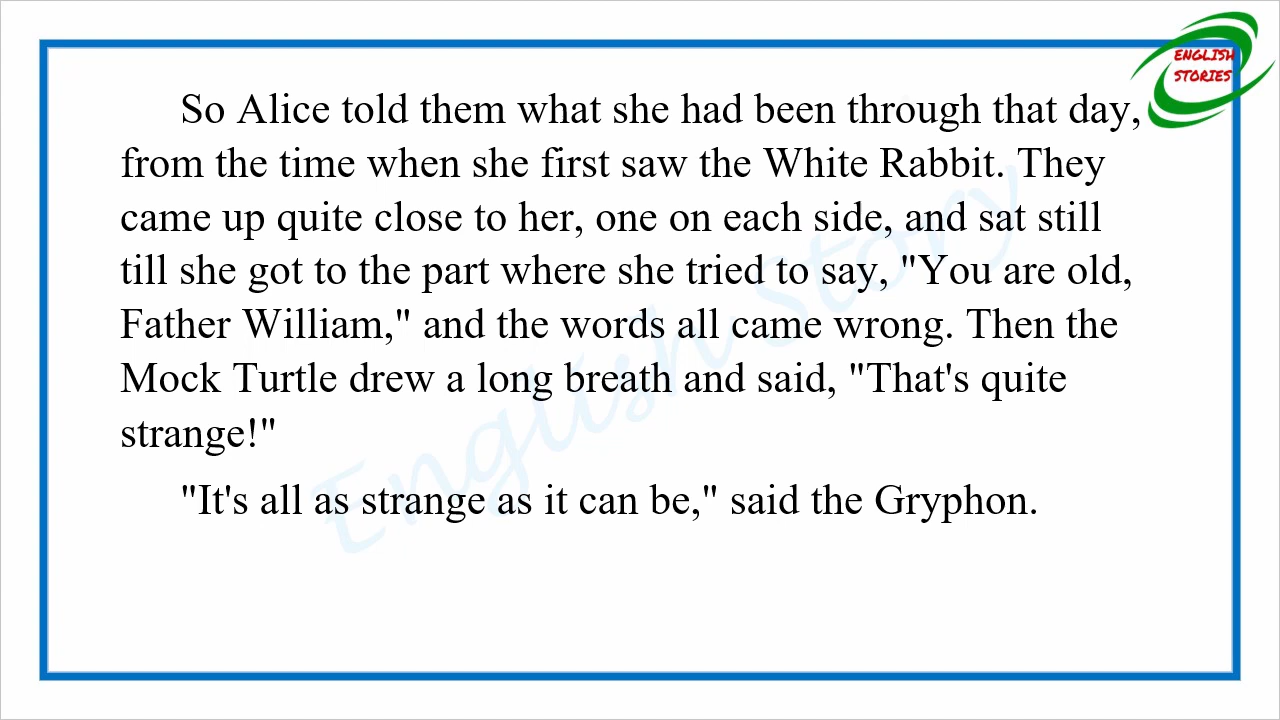 ENGLISH
STORIES
So Alice told them what she had been through that day,
from the time when she first saw the White Rabbit. They
came up quite close to her, one on each side, and sat still
till she got to the part where she tried to say, "You are old,
Father William," and the words all came wrong. Then the
Mock Turtle drew a long breath and said, "That's quite
strange!"
"It's all as strange as it can be," said the Gryphon.
English Story